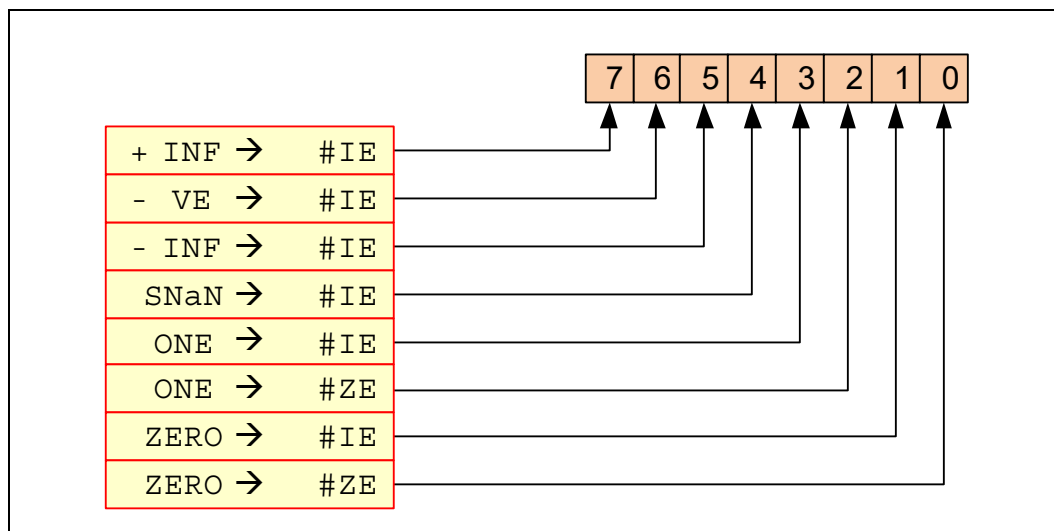 7 6 5 4 3 2 1 0
+ INF → #IE
- VE → #IE
- INF → #IE
SNaN → #IE
ONE → #IE
ONE → #ZE
ZERO → #IE
ZERO → #ZE